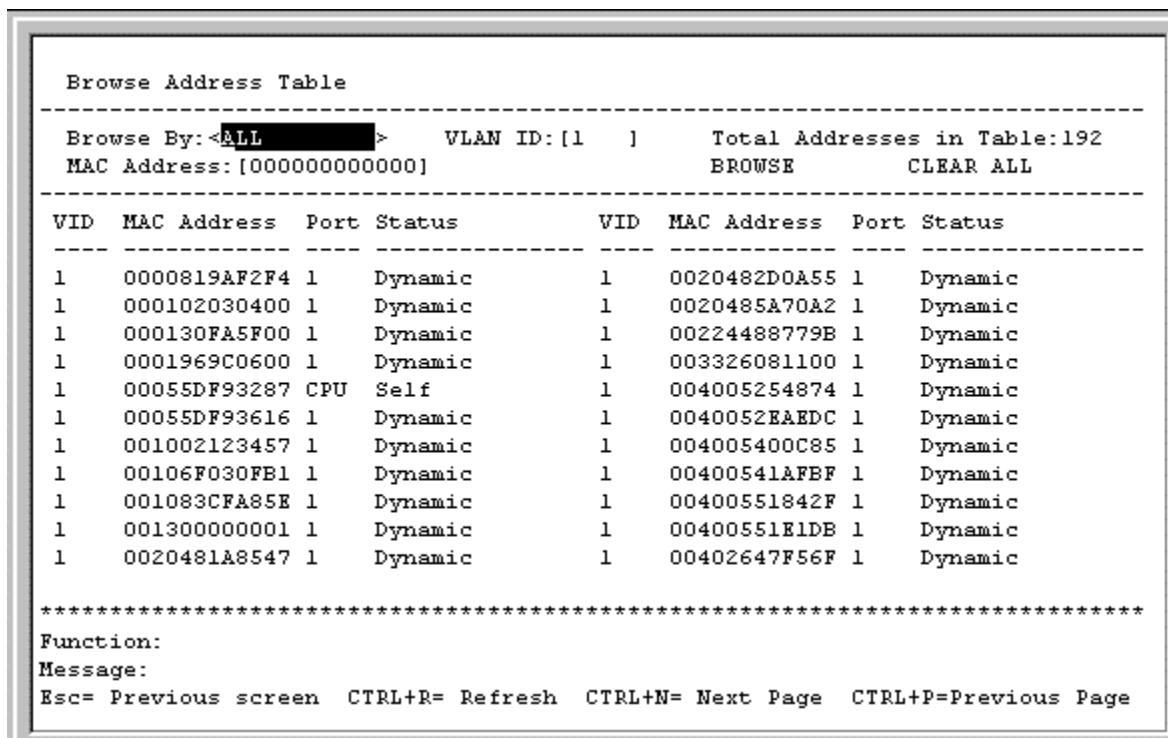 Browse Address Table
--------------------------------------------------------------------------------
Browse By:<ALL            >    VLAN ID:[1   ]     Total Addresses in Table:192
MAC Address:[000000000000]                        BROWSE        CLEAR ALL
--------------------------------------------------------------------------------
VID  MAC Address  Port Status          VID  MAC Address  Port Status
---- ------------ ---- --------------- ---- ------------ ---- ----------------
1    0000819AF2F4 1    Dynamic         1    0020482D0A55 1    Dynamic
1    000102030400 1    Dynamic         1    0020485A70A2 1    Dynamic
1    000130FA5F00 1    Dynamic         1    00224488779B 1    Dynamic
1    0001969C0600 1    Dynamic         1    003326081100 1    Dynamic
1    00055DF93287 CPU  Self            1    004005254874 1    Dynamic
1    00055DF93616 1    Dynamic         1    0040052EAEDC 1    Dynamic
1    001002123457 1    Dynamic         1    004005400C85 1    Dynamic
1    00106F030FB1 1    Dynamic         1    00400541AFBF 1    Dynamic
1    001083CFA85E 1    Dynamic         1    00400551842F 1    Dynamic
1    001300000001 1    Dynamic         1    00400551E1DB 1    Dynamic
1    0020481A8547 1    Dynamic         1    00402647F56F 1    Dynamic
********************************************************************************
Function:
Message:
Esc= Previous screen  CTRL+R= Refresh  CTRL+N= Next Page  CTRL+P=Previous Page